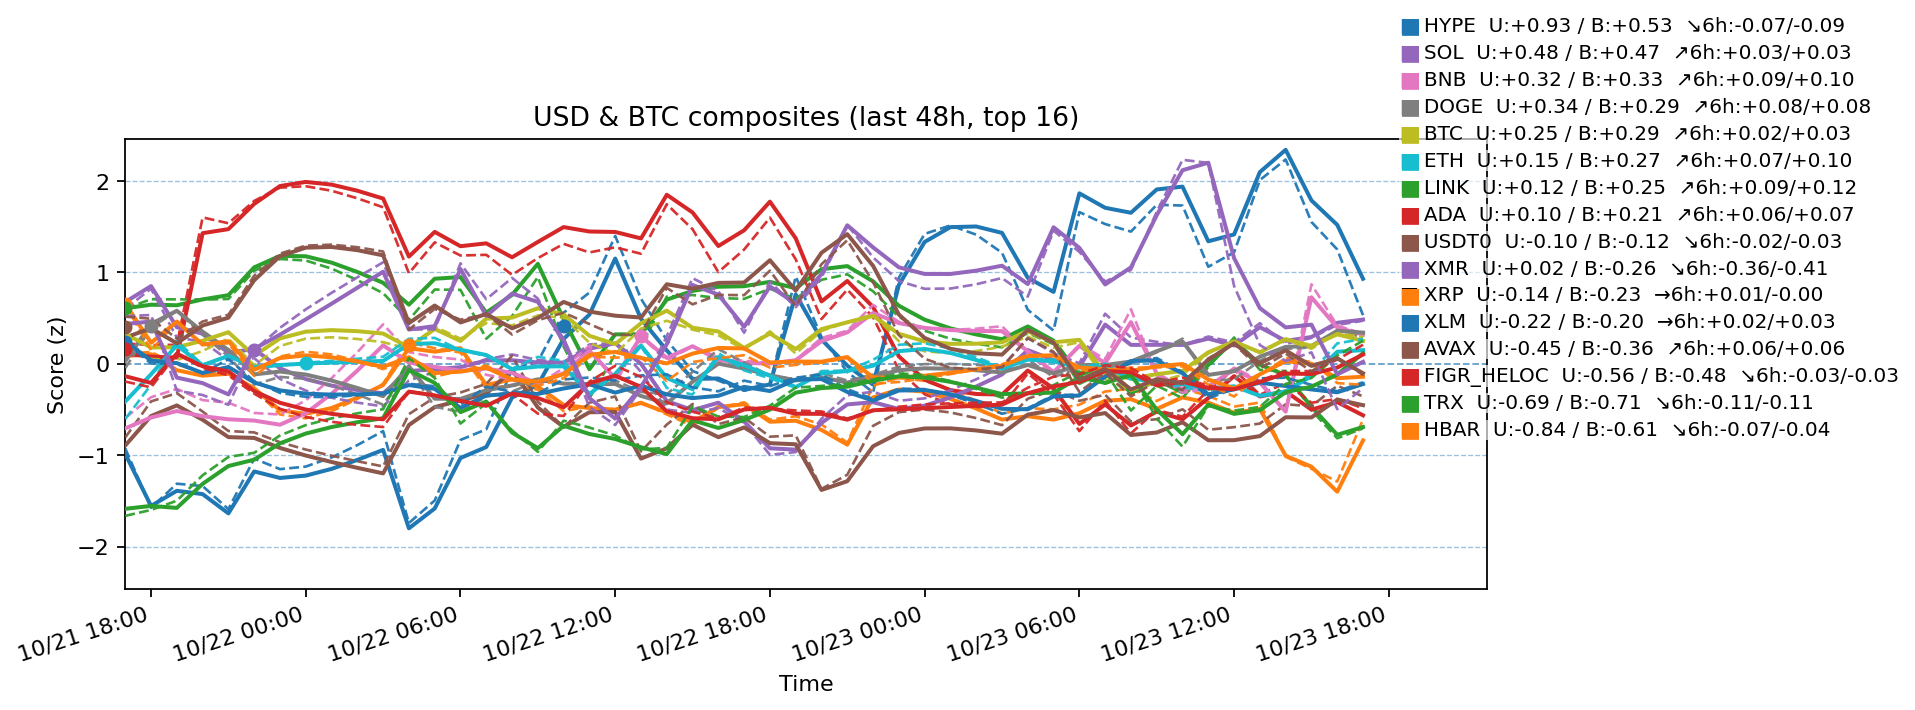 HYPE  U:+0.93 / B:+0.53  ↘6h:-0.07/-0.09
SOL  U:+0.48 / B:+0.47  ↗6h:+0.03/+0.03
BNB  U:+0.32 / B:+0.33  ↗6h:+0.09/+0.10
DOGE  U:+0.34 / B:+0.29  ↗6h:+0.08/+0.08
BTC  U:+0.25 / B:+0.29  ↗6h:+0.02/+0.03
ETH  U:+0.15 / B:+0.27  ↗6h:+0.07/+0.10
LINK  U:+0.12 / B:+0.25  ↗6h:+0.09/+0.12
ADA  U:+0.10 / B:+0.21  ↗6h:+0.06/+0.07
USDT0  U:-0.10 / B:-0.12  ↘6h:-0.02/-0.03
XMR  U:+0.02 / B:-0.26  ↘6h:-0.36/-0.41
XRP  U:-0.14 / B:-0.23  →6h:+0.01/-0.00
XLM  U:-0.22 / B:-0.20  →6h:+0.02/+0.03
AVAX  U:-0.45 / B:-0.36  ↗6h:+0.06/+0.06
FIGR_HELOC  U:-0.56 / B:-0.48  ↘6h:-0.03/-0.03
TRX  U:-0.69 / B:-0.71  ↘6h:-0.11/-0.11
HBAR  U:-0.84 / B:-0.61  ↘6h:-0.07/-0.04
USD & BTC composites (last 48h, top 16)
Score (z)
2
1
0
−1
−2
10/21 18:00
10/22 00:00
10/22 06:00
10/22 12:00
10/22 18:00
10/23 00:00
10/23 06:00
10/23 12:00
10/23 18:00
Time